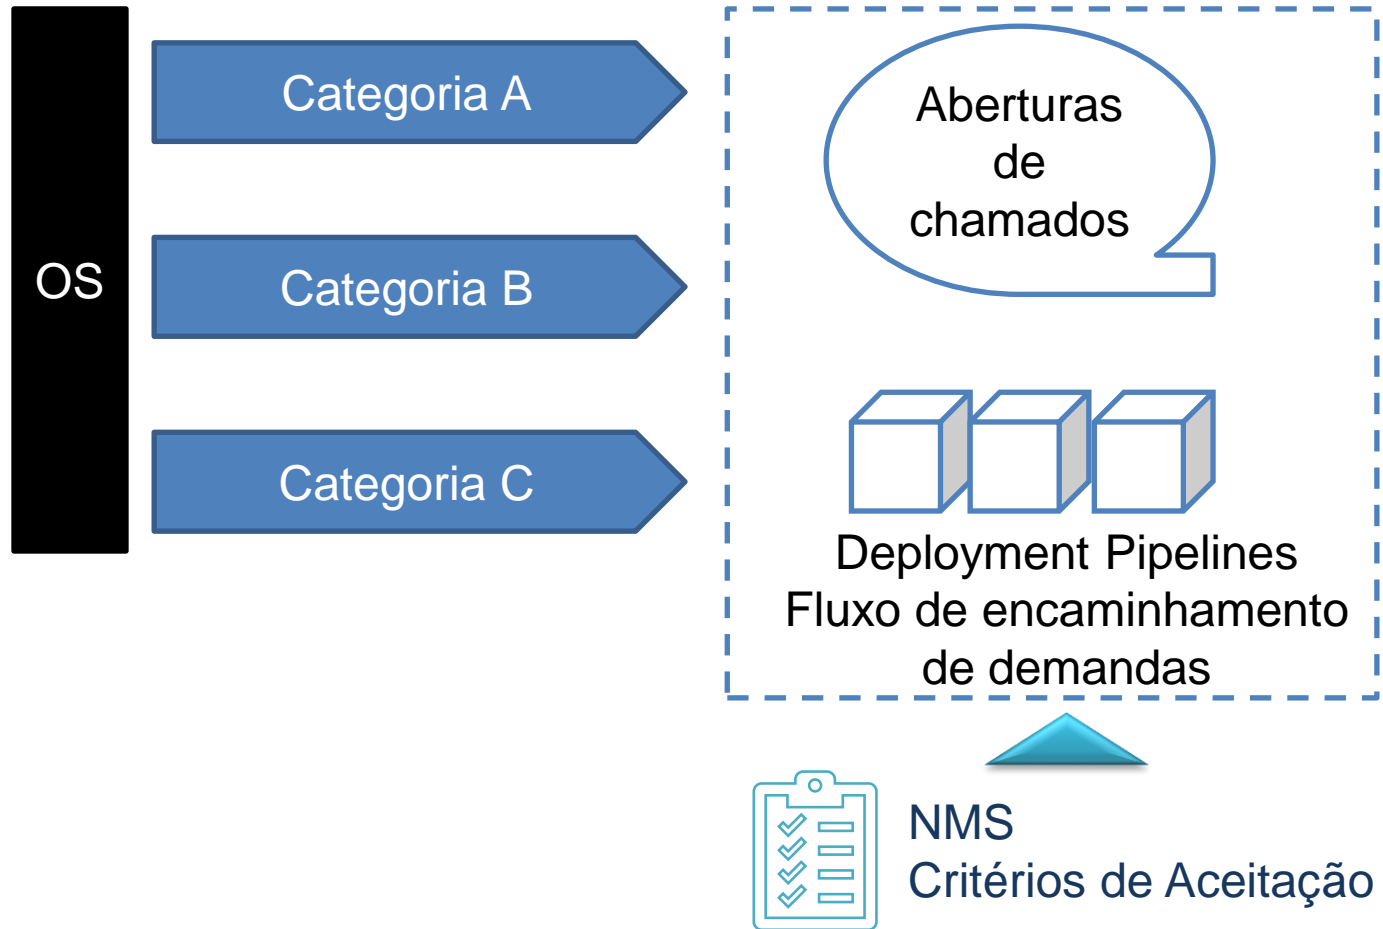 OS
Categoria A
Categoria B
Categoria C
Aberturas
de
chamados
Deployment Pipelines
Fluxo de encaminhamento
de demandas
NMS
Critérios de Aceitação